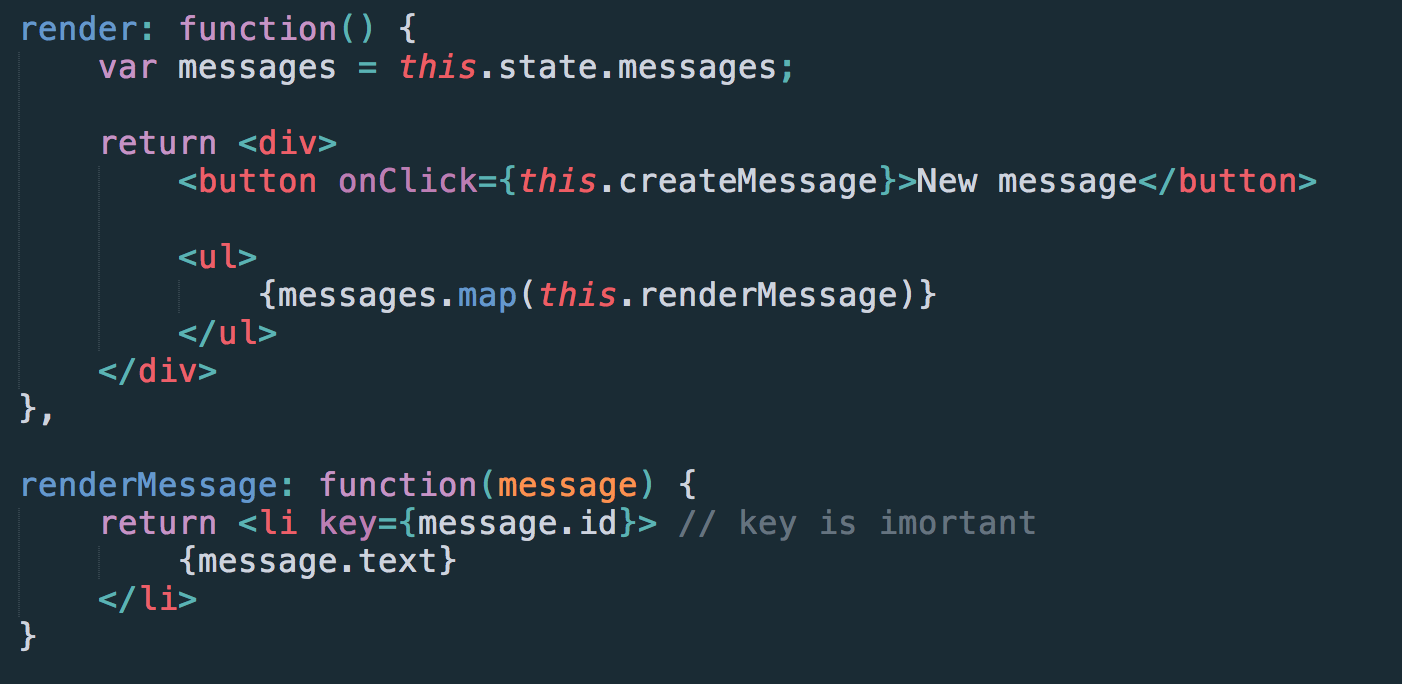 render: function() {
    var messages = this.state.messages;

    return <div>
        <button onClick={this.createMessage}>New message</button>

        <ul>
            {messages.map(this.renderMessage)}
        </ul>
    </div>
},

renderMessage: function(message) {
    return <li key={message.id}> // key is imortant
        {message.text}
    </li>
}